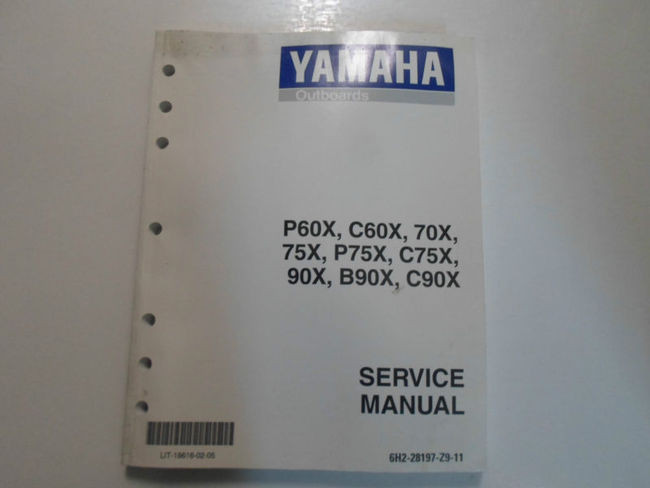 YAMAHA
Outboards
P60X, C60X, 70X,
75X, P75X, C75X,
90X, B90X, C90X
SERVICE
MANUAL
LIT-18616-02-05
6H2-28197-Z9-11